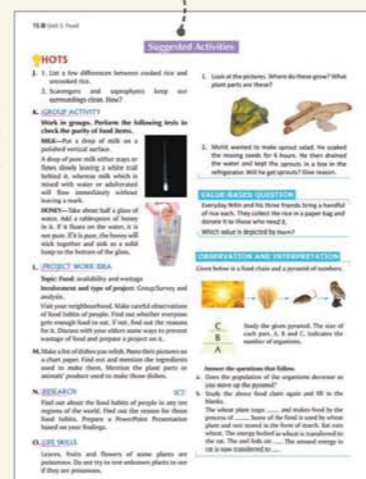 15 Unit 1: Food
Suggested Activities
HOTS
J. 1. List a few differences between cooked rice and
uncooked rice.
2. Scavengers and saprophytes keep our
surroundings clean. How?
K. GROUP ACTIVITY
Work in groups. Perform the following tests to
check the purity of food items.
MILK—Put a drop of milk on a
polished vertical surface.
A drop of pure milk either stays or
flows slowly leaving a white trail
behind it, whereas milk which is
mixed with water or adulterated
will flow immediately without
leaving a mark.
HONEY—Take about half a glass of
water. Add a tablespoon of honey
in it. If it floats on the water, it is
not pure. If it is pure, the honey will
stick together and sink as a solid
lump to the bottom of the glass.
L. PROJECT WORK IDEA
Topic: Food: availability and wastage
Involvement and type of project: Group/Survey and
analysis.
Visit your neighbourhood. Make careful observations
of food habits of people. Find out whether everyone
gets enough food to eat, if not, find out the reasons
for it. Discuss with your elders some ways to prevent
wastage of food and prepare a project on it.
M. Make a list of dishes you relish. Paste their pictures on
a chart paper. Find out and mention the ingredients
used to make them. Mention the plant parts or
animals' produce used to make those dishes.
N. RESEARCH ICT
Find out about the food habits of people in any ten
regions of the world. Find out the reason for those
food habits. Prepare a PowerPoint Presentation
based on your findings.
O. LIFE SKILLS
Leaves, fruits and flowers of some plants are
poisonous. Do not try to test unknown plants to see
if they are poisonous.
1. Look at the pictures. Where do these grow? What
plant parts are these?
2. Mohit wanted to make sprout salad. He soaked
the moong seeds for 6 hours. He then drained
the water and kept the sprouts in a box in the
refrigerator. Will he get sprouts? Give reason.
VALUE-BASED QUESTION
Everyday Nitin and his three friends bring a handful
of rice each. They collect the rice in a paper bag and
donate it to those who need it.
Which value is depicted by them?
OBSERVATION AND INTERPRETATION
Given below is a food chain and a pyramid of numbers.
C
B
A
Study the given pyramid. The size of
each part, A, B and C, indicates the
number of organisms.
Answer the questions that follow.
a. Does the population of the organisms decrease as
you move up the pyramid?
b. Study the above food chain and fill in the
blanks.
The wheat plant traps ____ and makes food by the
process of ____. Some of the food is used by wheat
plant and rest stored in the form of starch. Rat eats
wheat. The energy locked in wheat is transferred to
the rat. The owl feeds on ____. The unused energy in
rat is now transferred to ____.